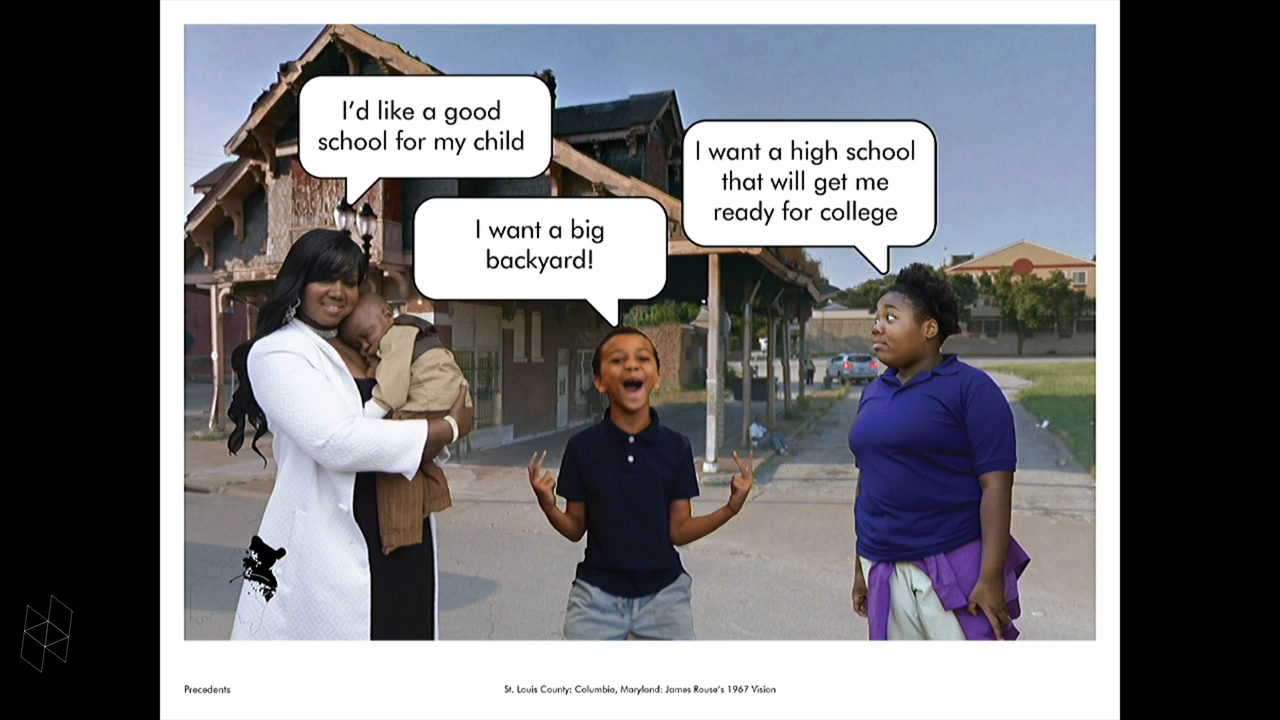 I'd like a good
school for my child
I want a big
backyard!
I want a high school
that will get me
ready for college
Precedents
St. Louis County: Columbia, Maryland: James Rouse's 1967 Vision